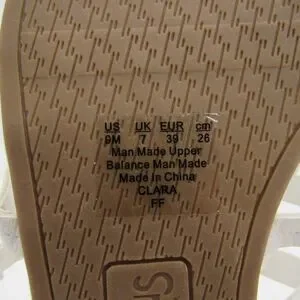 US UK EUR cm
9M 7 39 26
Man Made Upper
Balance Man Made
Made in China
CLARA
FF